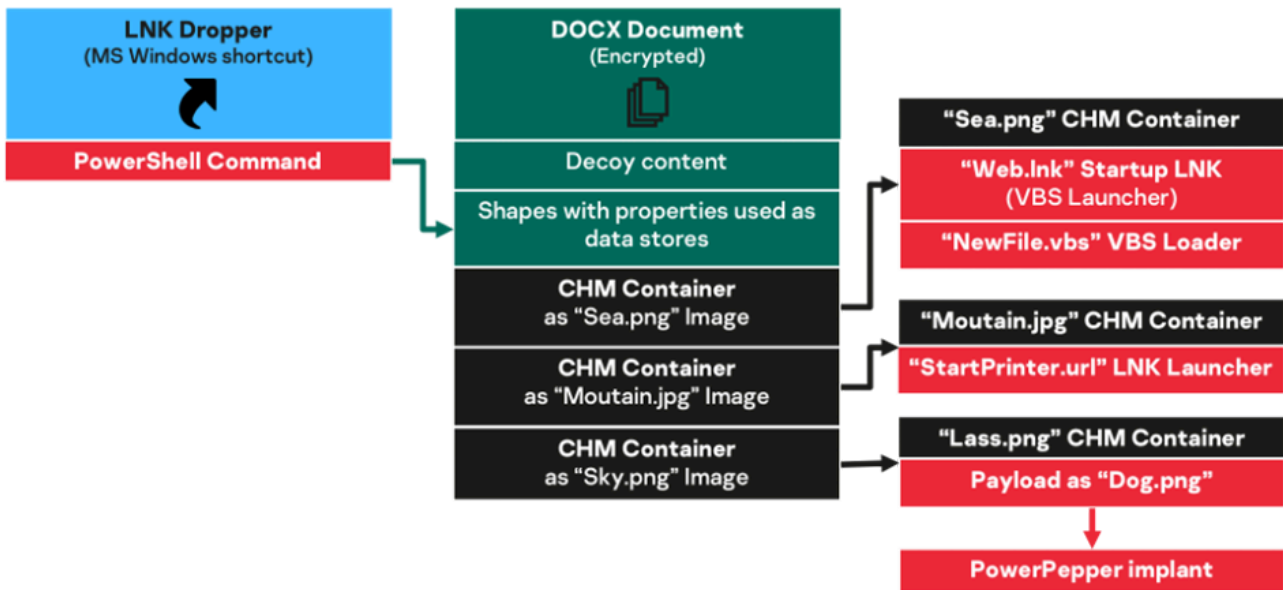 LNK Dropper
(MS Windows shortcut)
PowerShell Command
DOCX Document
(Encrypted)
Decoy content
Shapes with properties used as
data stores
CHM Container
as “Sea.png” Image
CHM Container
as “Moutain.jpg” Image
CHM Container
as “Sky.png” Image
“Sea.png” CHM Container
“Web.lnk” Startup LNK
(VBS Launcher)
“NewFile.vbs” VBS Loader
“Moutain.jpg” CHM Container
“StartPrinter.url” LNK Launcher
“Lass.png” CHM Container
Payload as “Dog.png”
PowerPepper implant